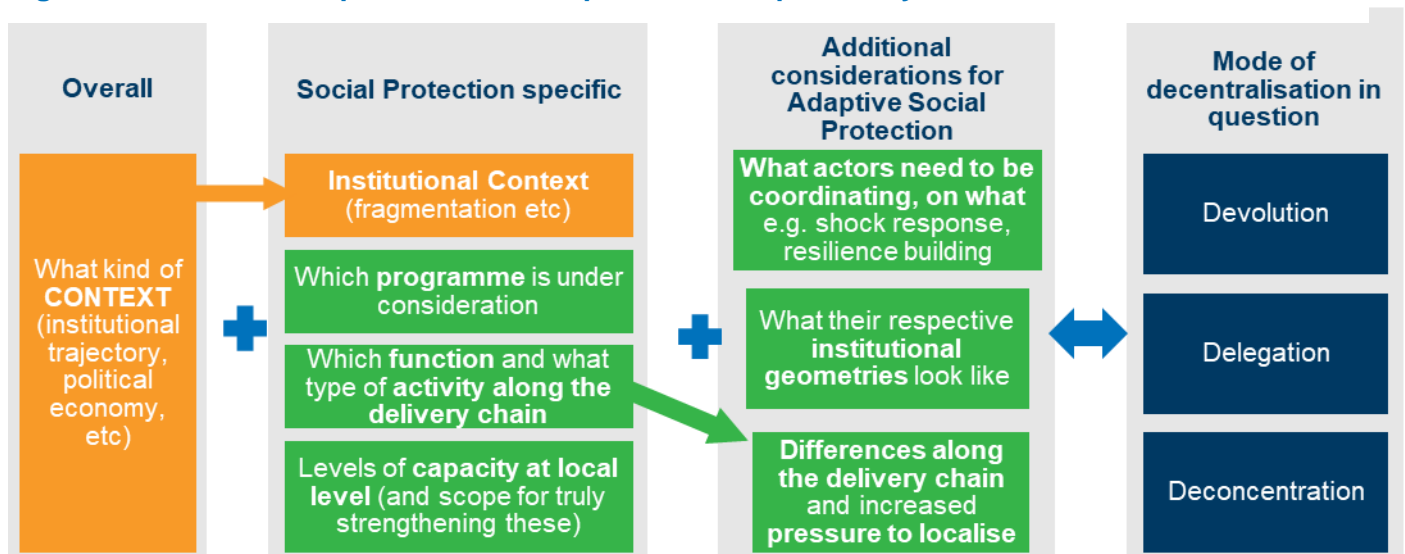 Overall
What kind of
CONTEXT
(institutional
trajectory,
political
economy,
etc)
Social Protection specific
Institutional Context
(fragmentation etc)
Which programme is under
consideration
Which function and what
type of activity along the
delivery chain
Levels of capacity at local
level (and scope for truly
strengthening these)
Additional
considerations for
Adaptive Social
Protection
What actors need to be
coordinating, on what
e.g. shock response,
resilience building
What their respective
institutional
geometries look like
Differences along
the delivery chain
and increased
pressure to localise
Mode of
decentralisation in
question
Devolution
Delegation
Deconcentration